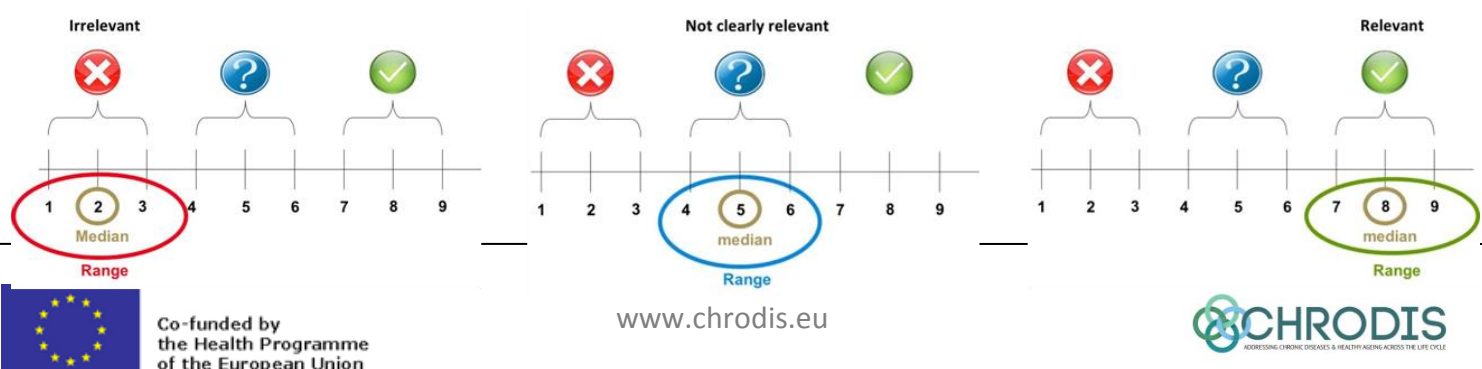 Irrelevant
1 2 3 4 5 6 7 8 9
Median
Range
Not clearly relevant
1 2 3 4 5 6 7 8 9
median
Range
Relevant
1 2 3 4 5 6 7 8 9
median
Range
Co-funded by
the Health Programme
of the European Union
www.chrodis.eu
CHRODIS
ADDRESSING CHRONIC DISEASES & HEALTHY AGEING ACROSS THE LIFE CYCLE